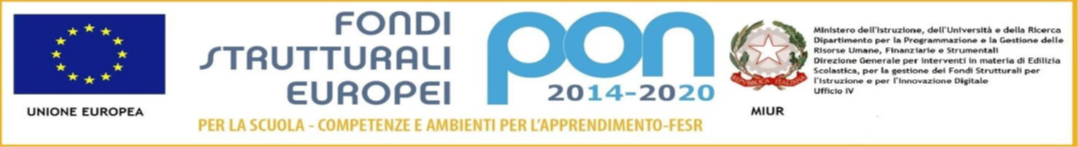 UNIONE EUROPEA
FONDI
STRUTTURALI
EUROPEI
pon
2014-2020
PER LA SCUOLA - COMPETENZE E AMBIENTI PER L'APPRENDIMENTO-FESR
MIUR
Ministero dell'Istruzione, dell'Università e della Ricerca
Dipartimento per la Programmazione e la Gestione delle
Risorse Umane, Finanziarie e Strumentali
Direzione Generale per interventi in materia di Edilizia
Scolastica, per la gestione dei Fondi Strutturali per
l'Istruzione e per l'Innovazione Digitale
Ufficio IV